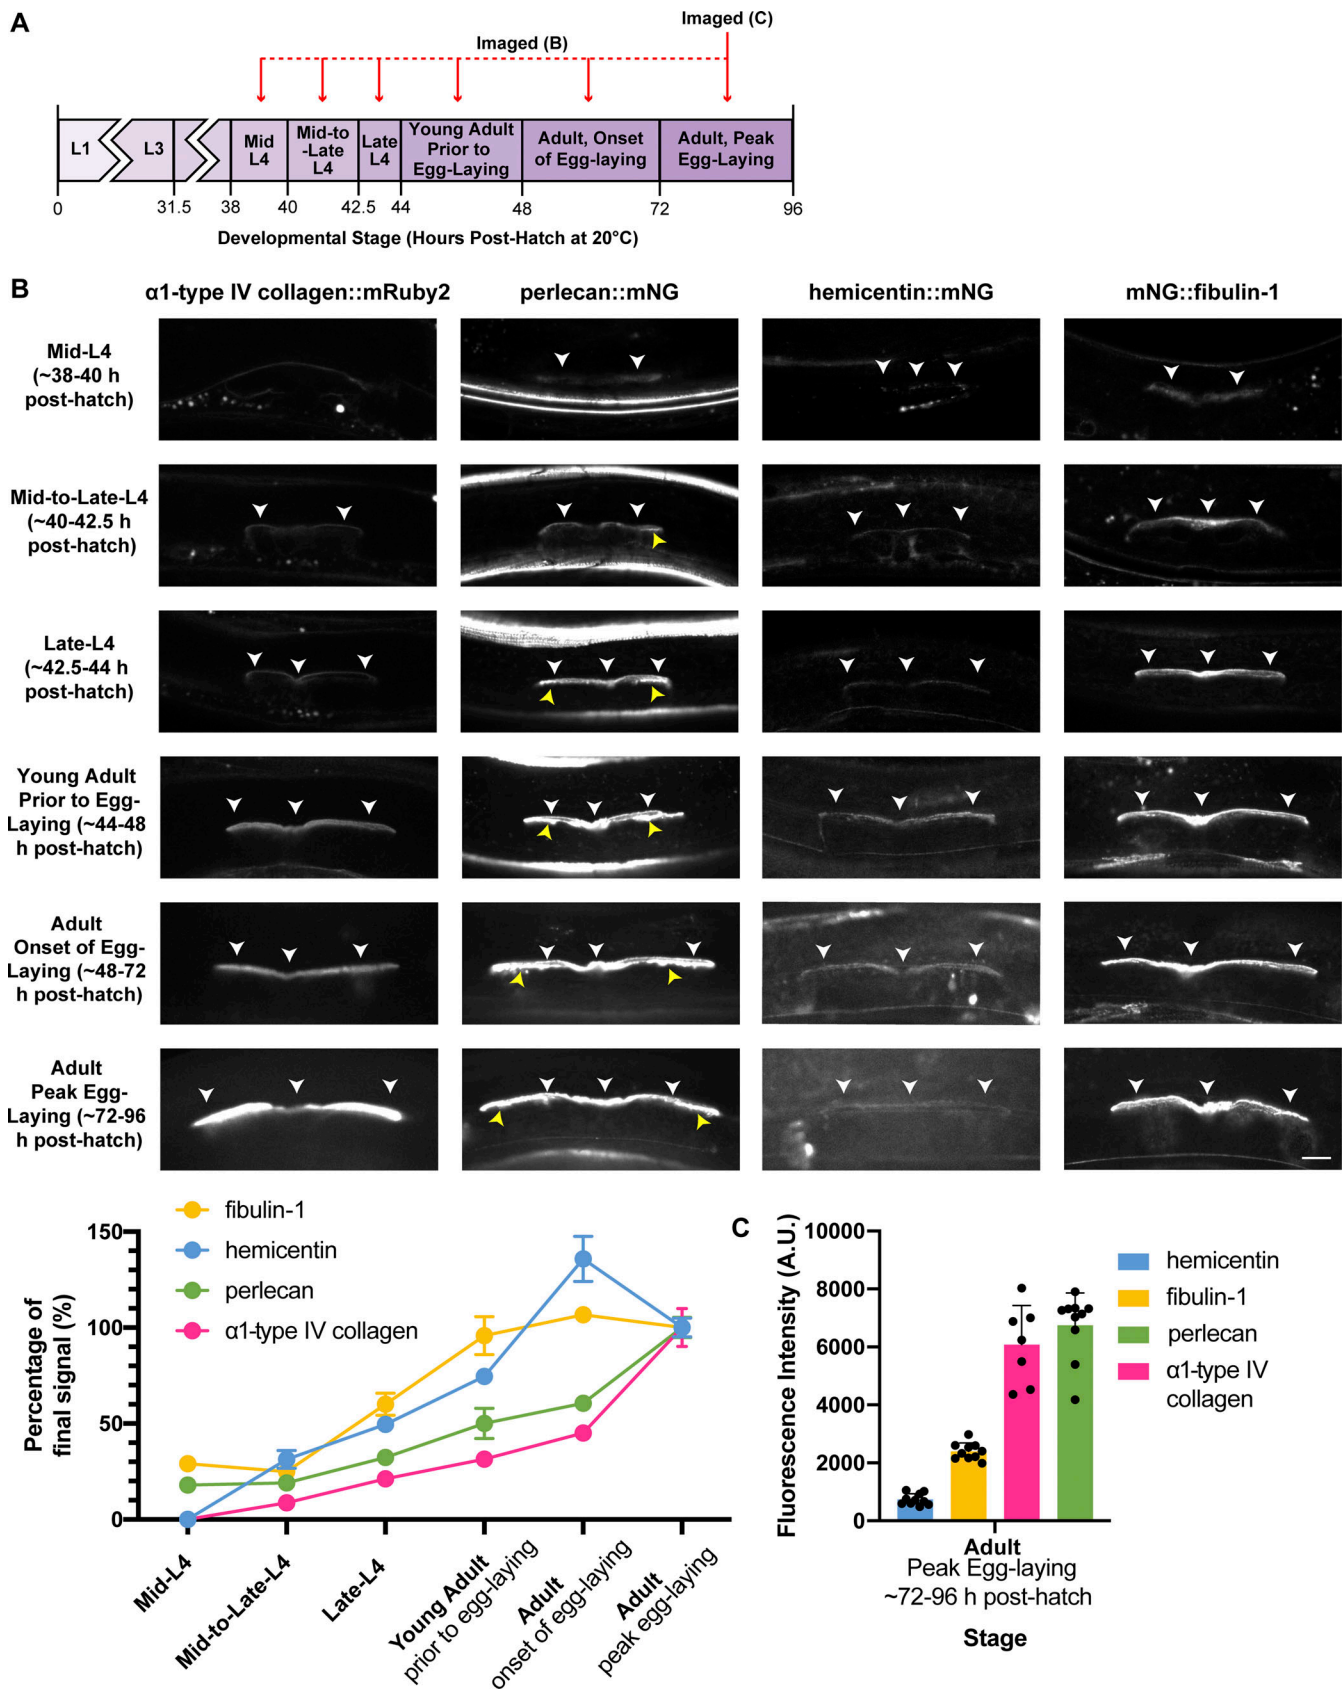 A
Imaged (C)
Imaged (B)
L1
L3
Mid
L4
Mid-to
-Late
L4
Late
L4
Young Adult
Prior to
Egg-Laying
Adult, Onset
of Egg-laying
Adult, Peak
Egg-Laying
0
31.5
38
40
42.5
44
48
72
96
Developmental Stage (Hours Post-Hatch at 20°C)
B
α1-type IV collagen::mRuby2
perlecan::mNG
hemicentin::mNG
mNG::fibulin-1
Mid-L4
(~38-40 h
post-hatch)
Mid-to-Late-L4
(~40-42.5 h
post-hatch)
Late-L4
(~42.5-44 h
post-hatch)
Young Adult
Prior to Egg-
Laying (~44-48
h post-hatch)
Adult
Onset of Egg-
Laying (~48-72
h post-hatch)
Adult
Peak Egg-
Laying (~72-96
h post-hatch)
fibulin-1
hemicentin
perlecan
α1-type IV collagen
150
100
50
0
Percentage of
final signal (%)
Mid-L4
Mid-to-Late-L4
Late-L4
Young Adult
prior to egg-laying
Adult
onset of egg-laying
Adult
peak egg-laying
C
Fluorescence Intensity (A.U.)
10000
8000
6000
4000
2000
0
hemicentin
fibulin-1
perlecan
α1-type IV
collagen
Adult
Peak Egg-laying
~72-96 h post-hatch
Stage